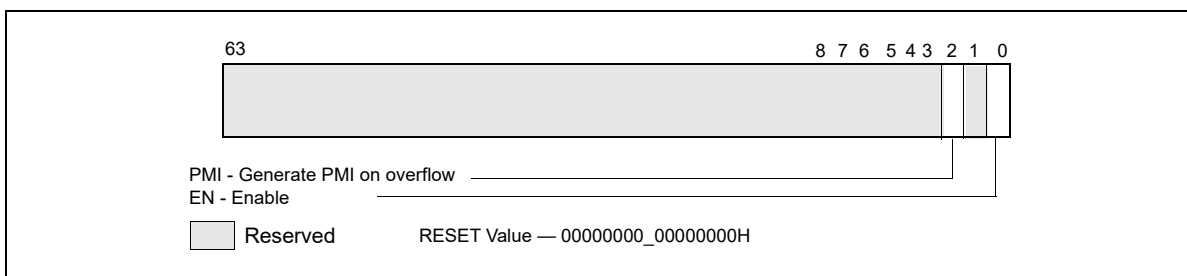 63 8 7 6 5 4 3 2 1 0
PMI - Generate PMI on overflow
EN - Enable
Reserved RESET Value — 00000000_00000000H